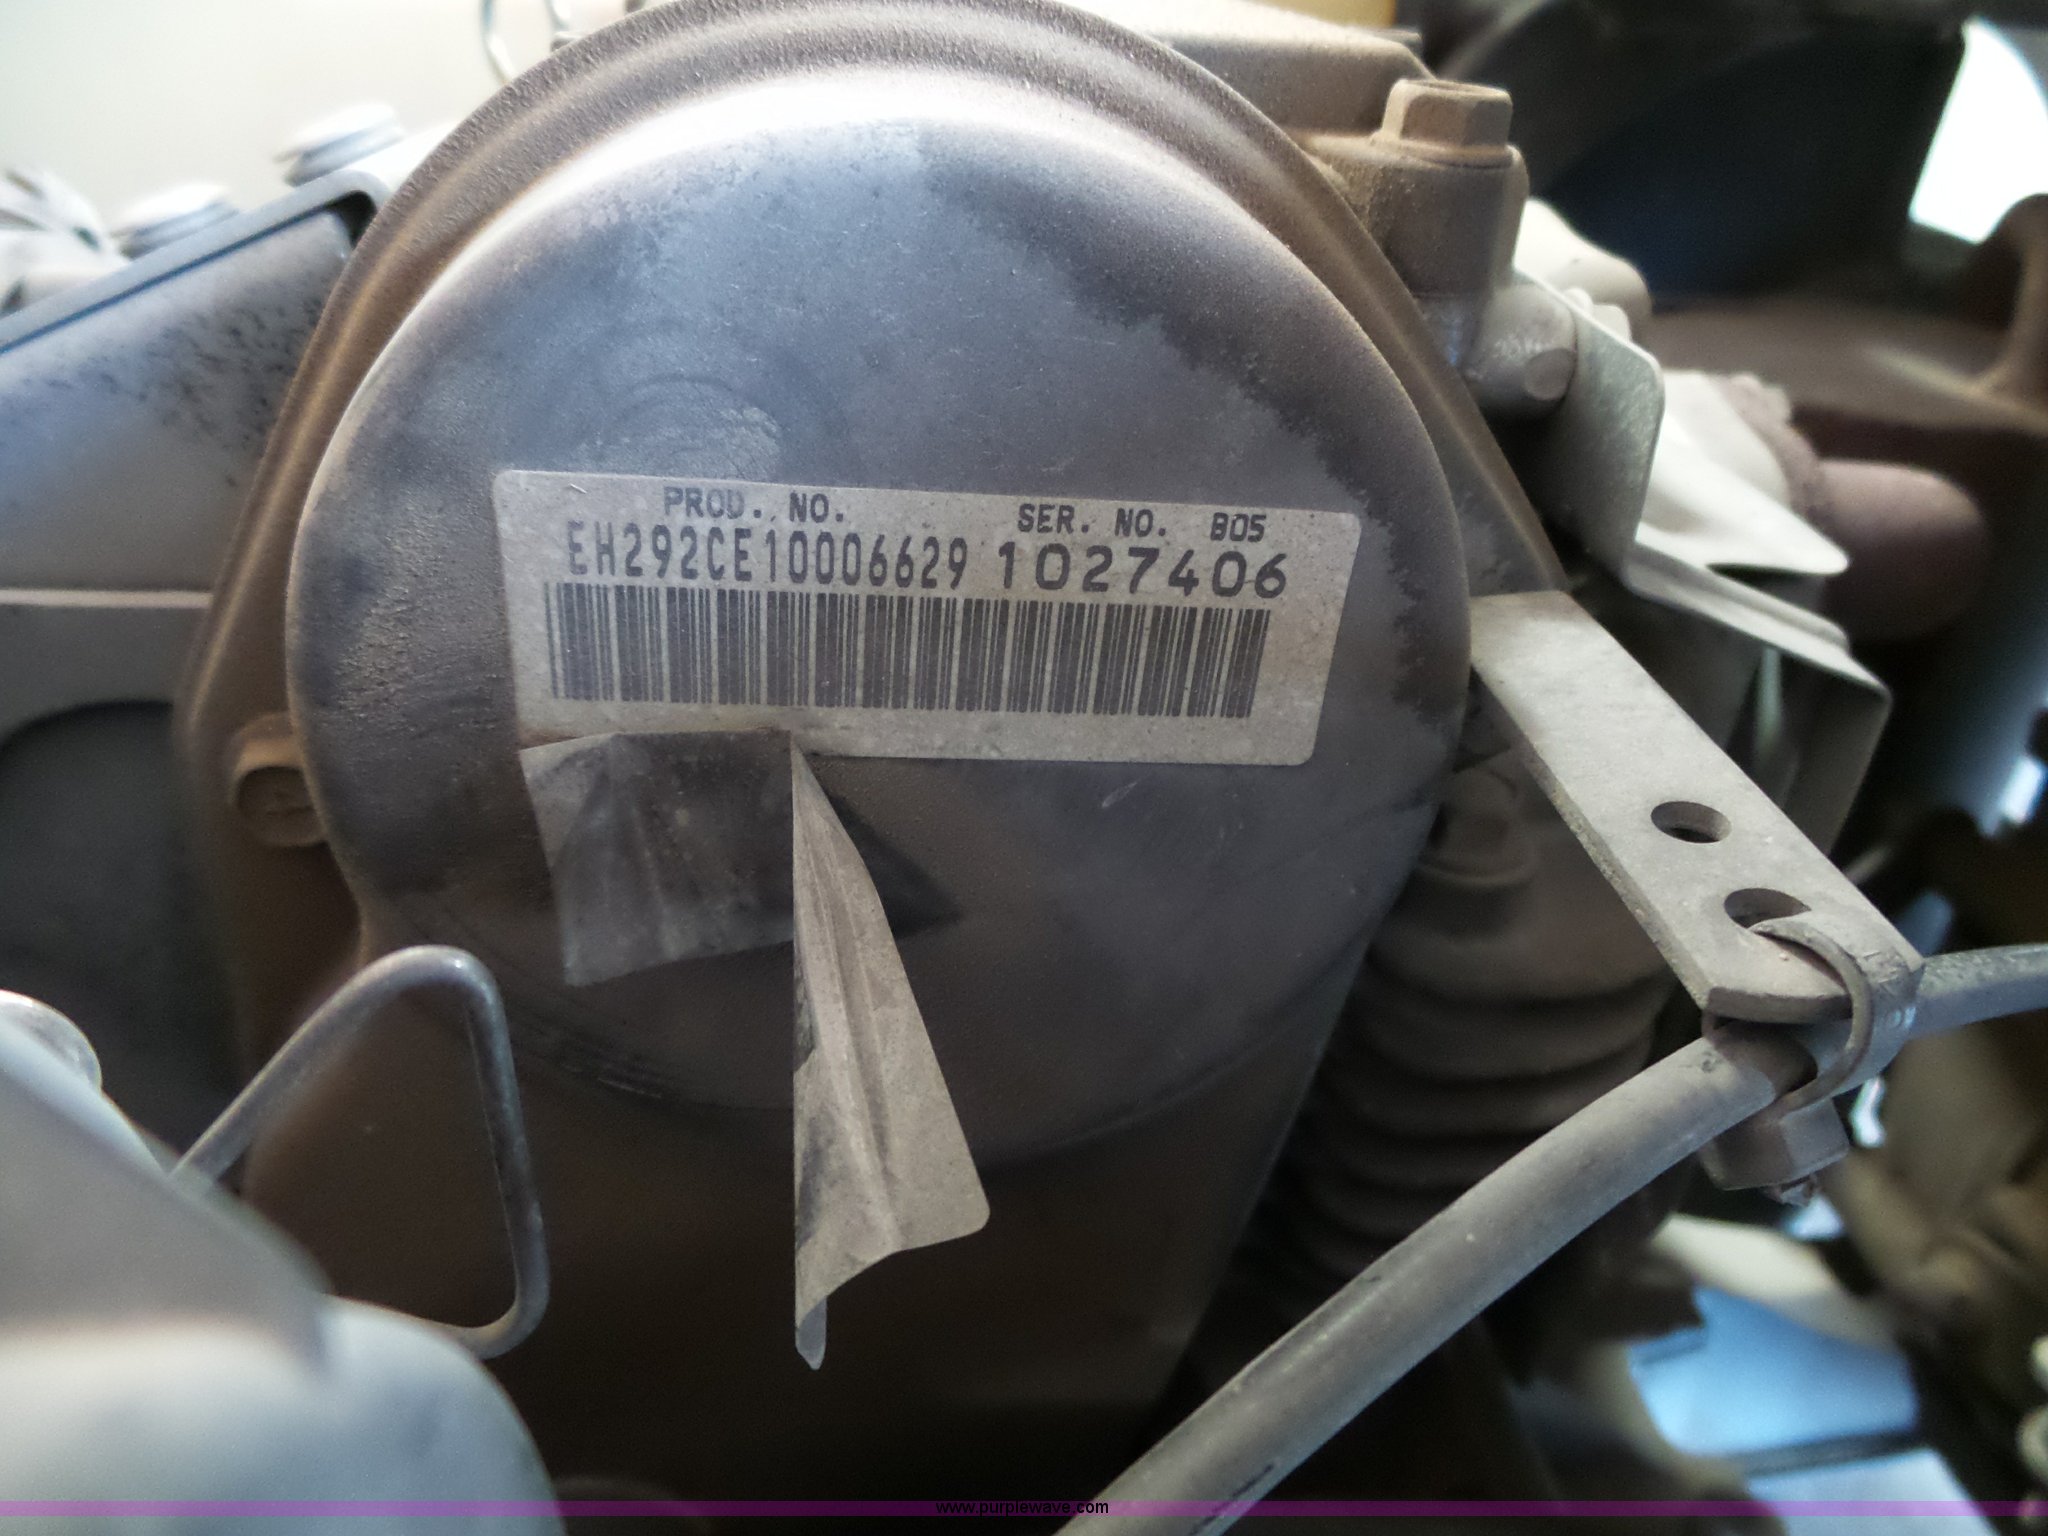 PROD. NO. SER. NO. B05
EH292CE10006629 1027406
www.purplewave.com